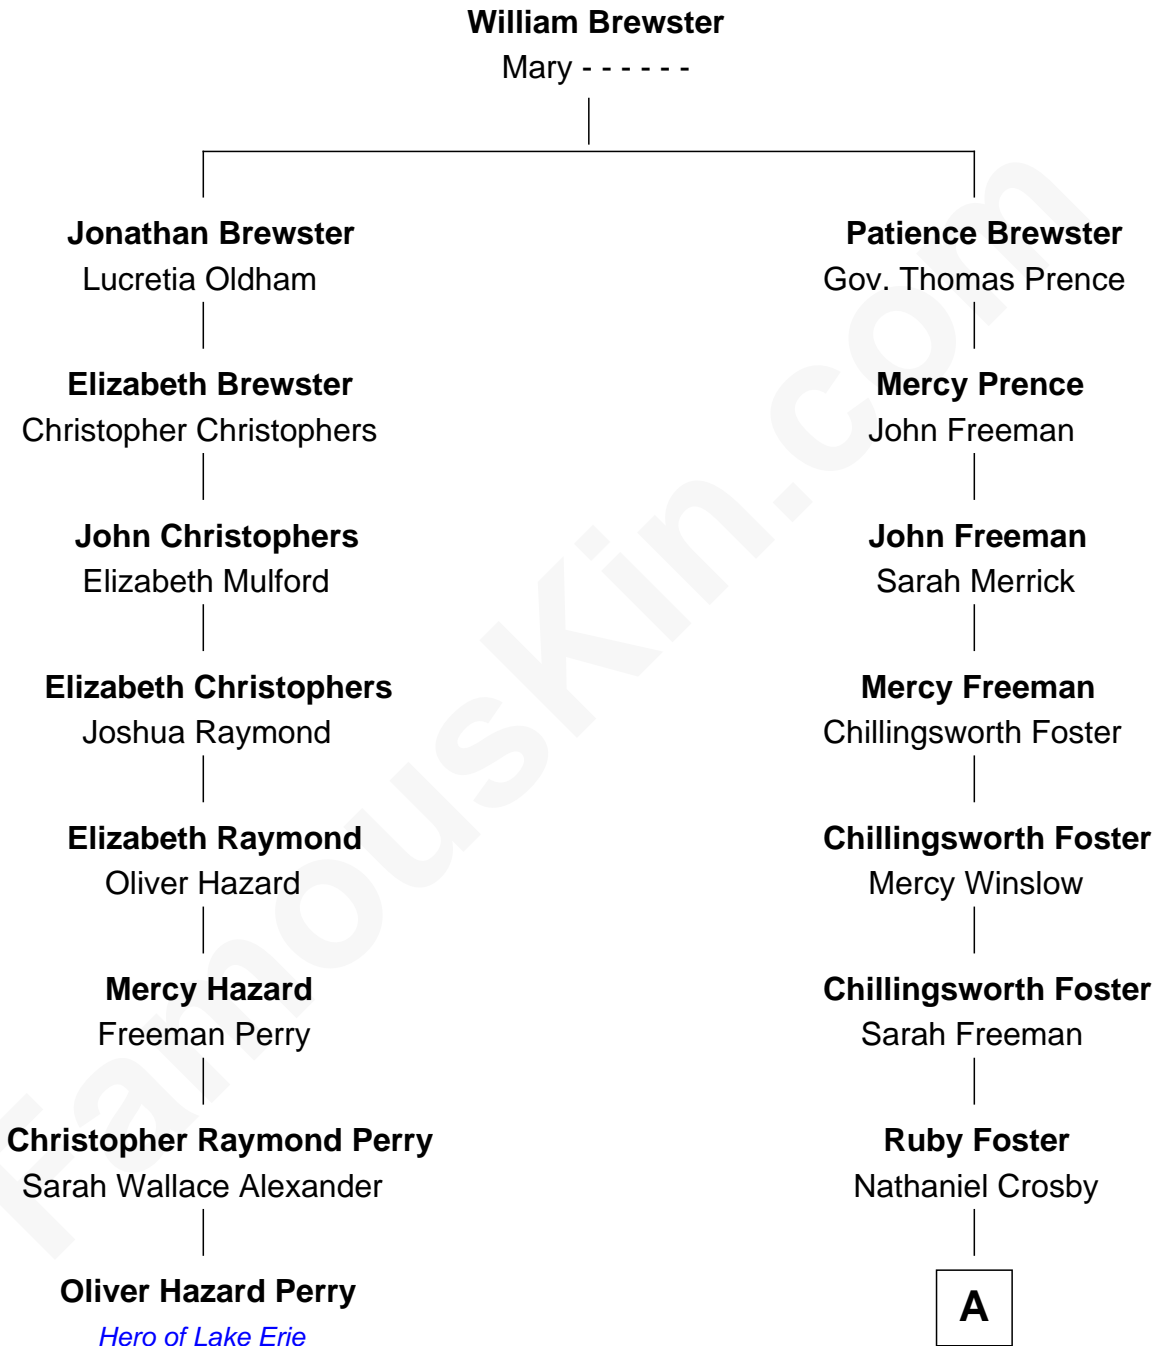 William Brewster
Mary - - - - - -
Jonathan Brewster
Lucretia Oldham
Patience Brewster
Gov. Thomas Prence
Elizabeth Brewster
Christopher Christophers
Mercy Prence
John Freeman
John Christophers
Elizabeth Mulford
John Freeman
Sarah Merrick
Elizabeth Christophers
Joshua Raymond
Mercy Freeman
Chillingsworth Foster
Elizabeth Raymond
Oliver Hazard
Chillingsworth Foster
Mercy Winslow
Mercy Hazard
Freeman Perry
Chillingsworth Foster
Sarah Freeman
Christopher Raymond Perry
Sarah Wallace Alexander
Ruby Foster
Nathaniel Crosby
Oliver Hazard Perry
Hero of Lake Erie
A
FamousKin.com